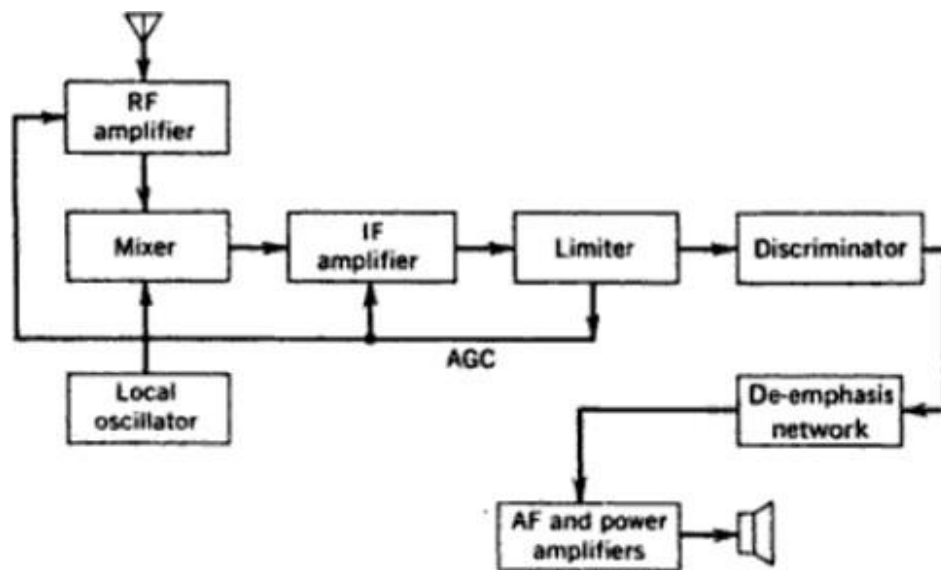 RF
amplifier
Mixer
IF
amplifier
Limiter
Discriminator
AGC
Local
oscillator
De-emphasis
network
AF and power
amplifiers